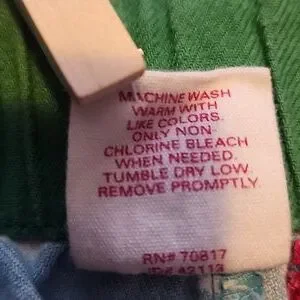 MACHINE WASH
WARM WITH
LIKE COLORS.
ONLY NON
CHLORINE BLEACH
WHEN NEEDED.
TUMBLE DRY LOW.
REMOVE PROMPTLY.
RN# 70817